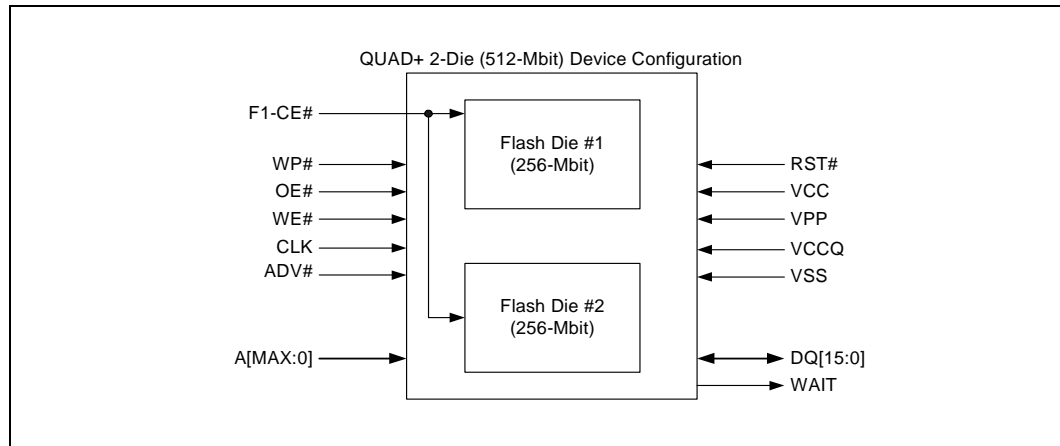 QUAD+ 2-Die (512-Mbit) Device Configuration
F1-CE#
Flash Die #1
(256-Mbit)
WP#
OE#
WE#
CLK
ADV#
RST#
VCC
VPP
VCCQ
VSS
Flash Die #2
(256-Mbit)
A[MAX:0]
DQ[15:0]
WAIT